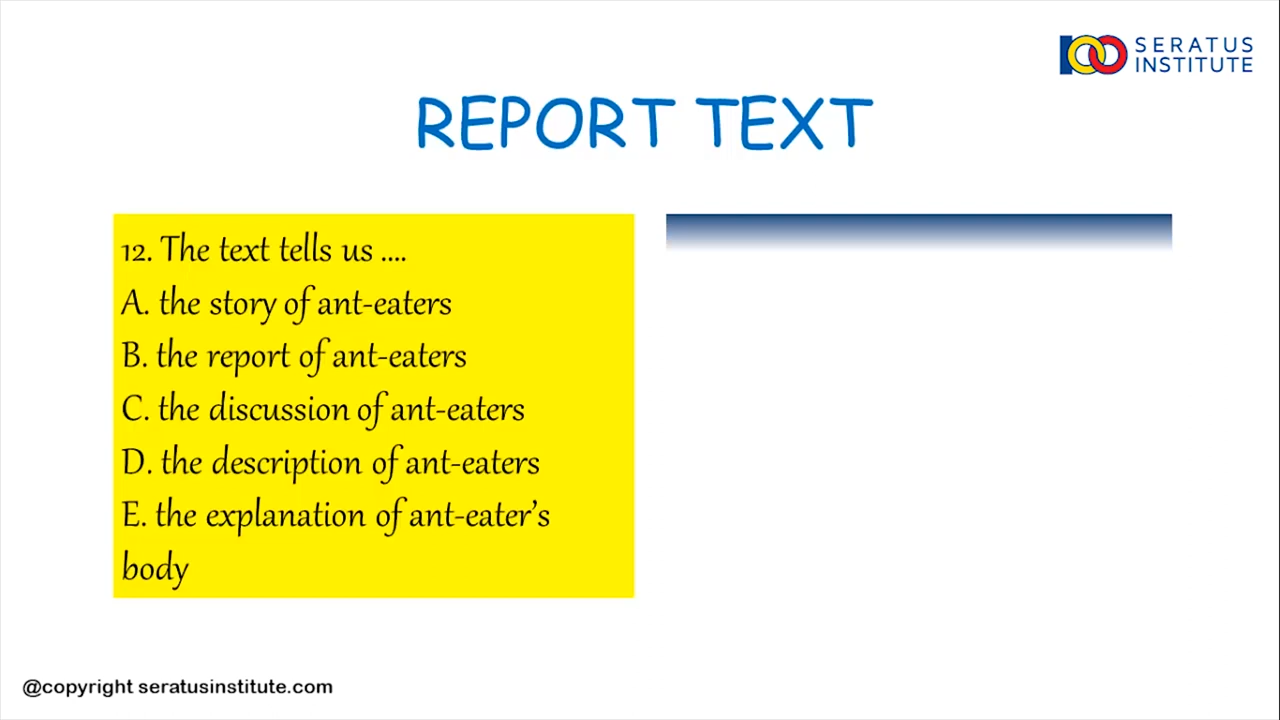 SERATUS
INSTITUTE
REPORT TEXT
12. The text tells us ....
A. the story of ant-eaters
B. the report of ant-eaters
C. the discussion of ant-eaters
D. the description of ant-eaters
E. the explanation of ant-eater’s
body
@copyright seratusinstitute.com